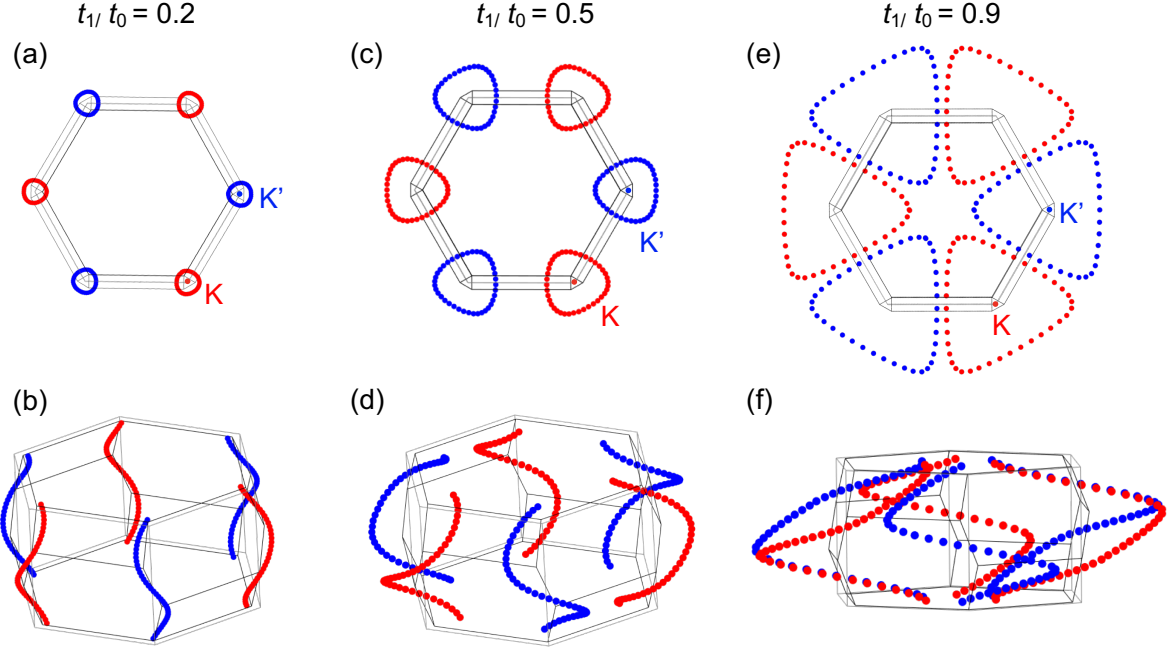 t1/ t0 = 0.2
t1/ t0 = 0.5
t1/ t0 = 0.9
(a)
(c)
(e)
K’
K
K’
K
K’
K
(b)
(d)
(f)